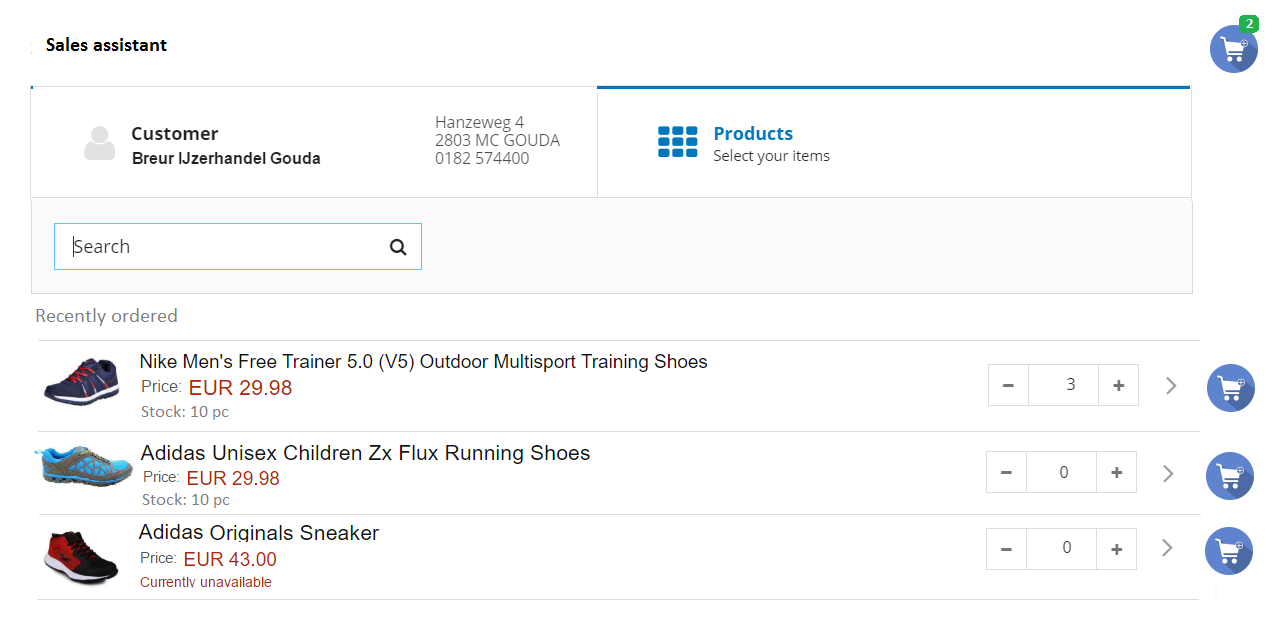 2
Sales assistant
Customer
Breur IJzerhandel Gouda
Hanzeweg 4
2803 MC GOUDA
0182 574400
Products
Select your items
Search
Recently ordered
Nike Men's Free Trainer 5.0 (V5) Outdoor Multisport Training Shoes
Price: EUR 29.98
Stock: 10 pc
− 3 +
Adidas Unisex Children Zx Flux Running Shoes
Price: EUR 29.98
Stock: 10 pc
− 0 +
Adidas Originals Sneaker
Price: EUR 43.00
Currently unavailable
− 0 +